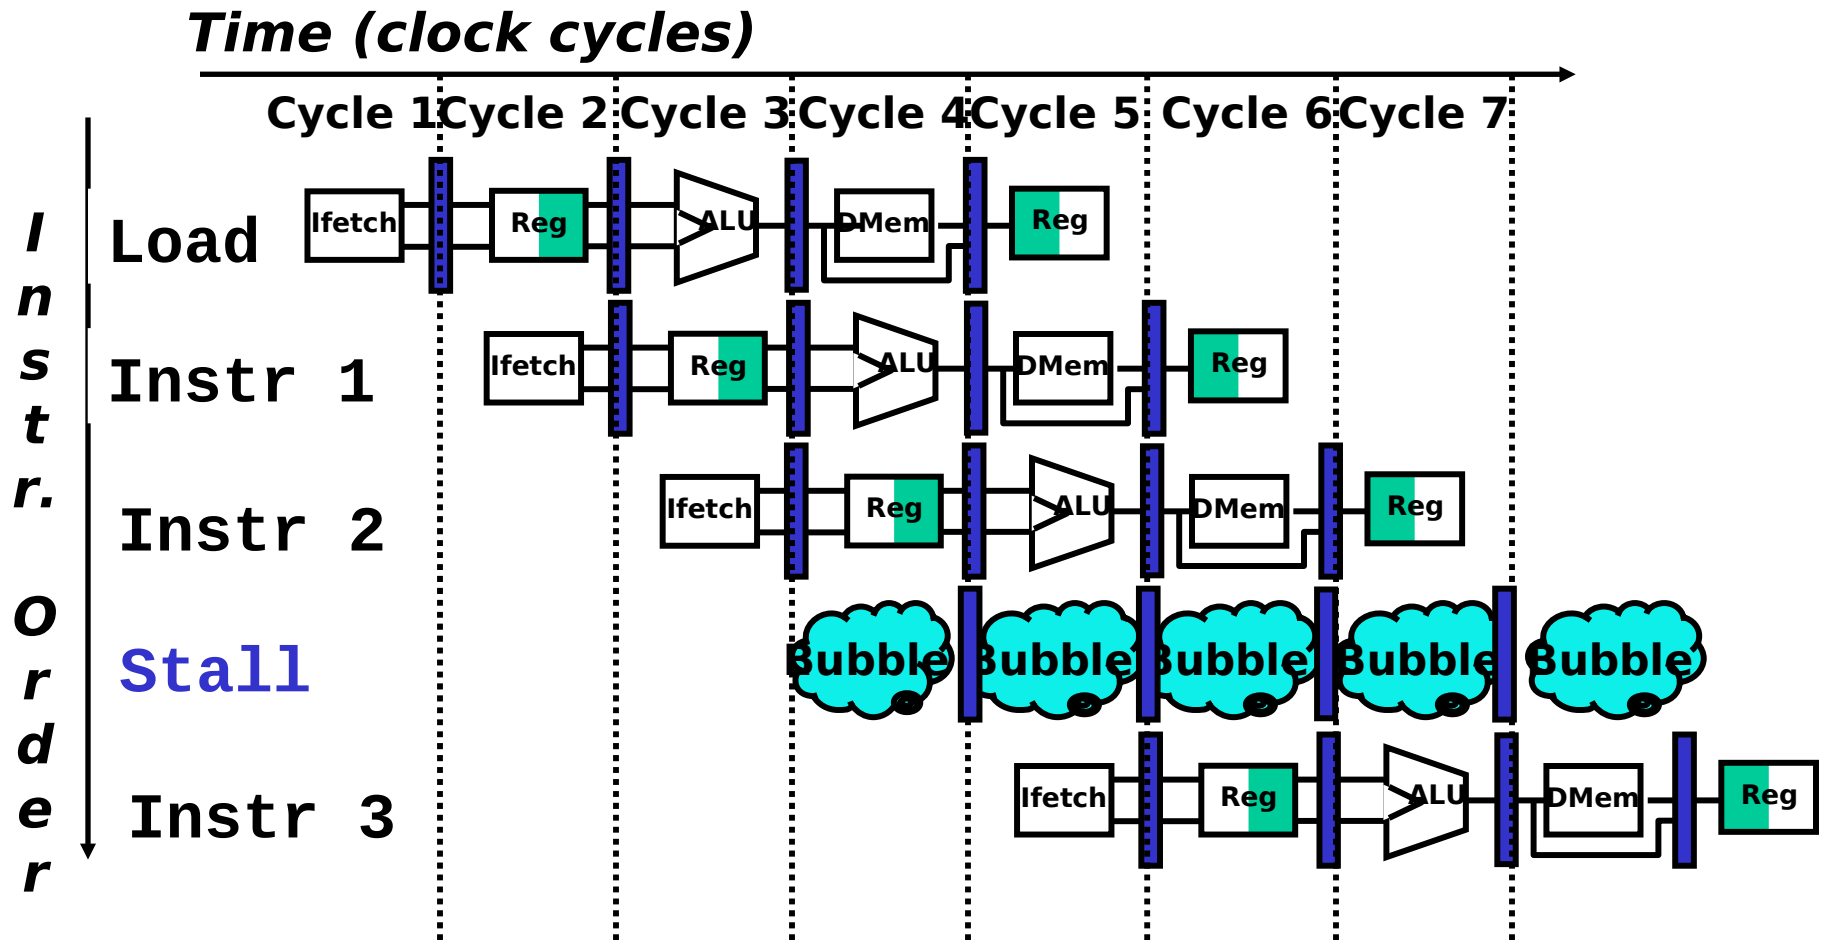 Time (clock cycles)
Cycle 1 Cycle 2 Cycle 3 Cycle 4 Cycle 5 Cycle 6 Cycle 7
Instr. Order
Load Ifetch Reg ALU DMem Reg
Instr 1 Ifetch Reg ALU DMem Reg
Instr 2 Ifetch Reg ALU DMem Reg
Stall Bubble Bubble Bubble Bubble Bubble
Instr 3 Ifetch Reg ALU DMem Reg